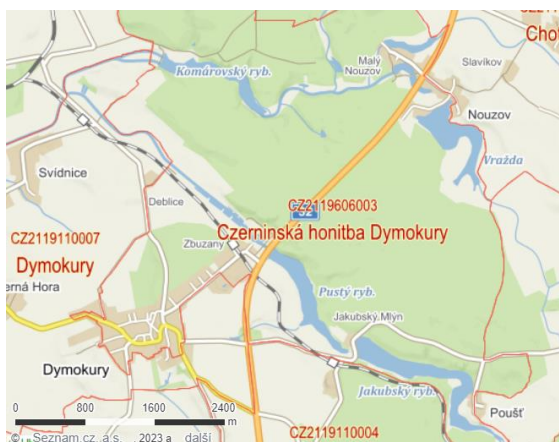 Chot
Malý
Nouzov
Slavíkov
Komárovský ryb.
Nouzov
Vražda
Svídnice
Deblice
CZ2119606003
32
CZ2119110007
Zbuzany
Czerninská honitba Dymokury
Dymokury
erná Hora
Pustý ryb.
Jakubský Mlýn
Dymokury
Jakubský ryb.
Poušť
0 800 1600 2400
m
© Seznam.cz, a.s., 2023 a další
CZ2119110004